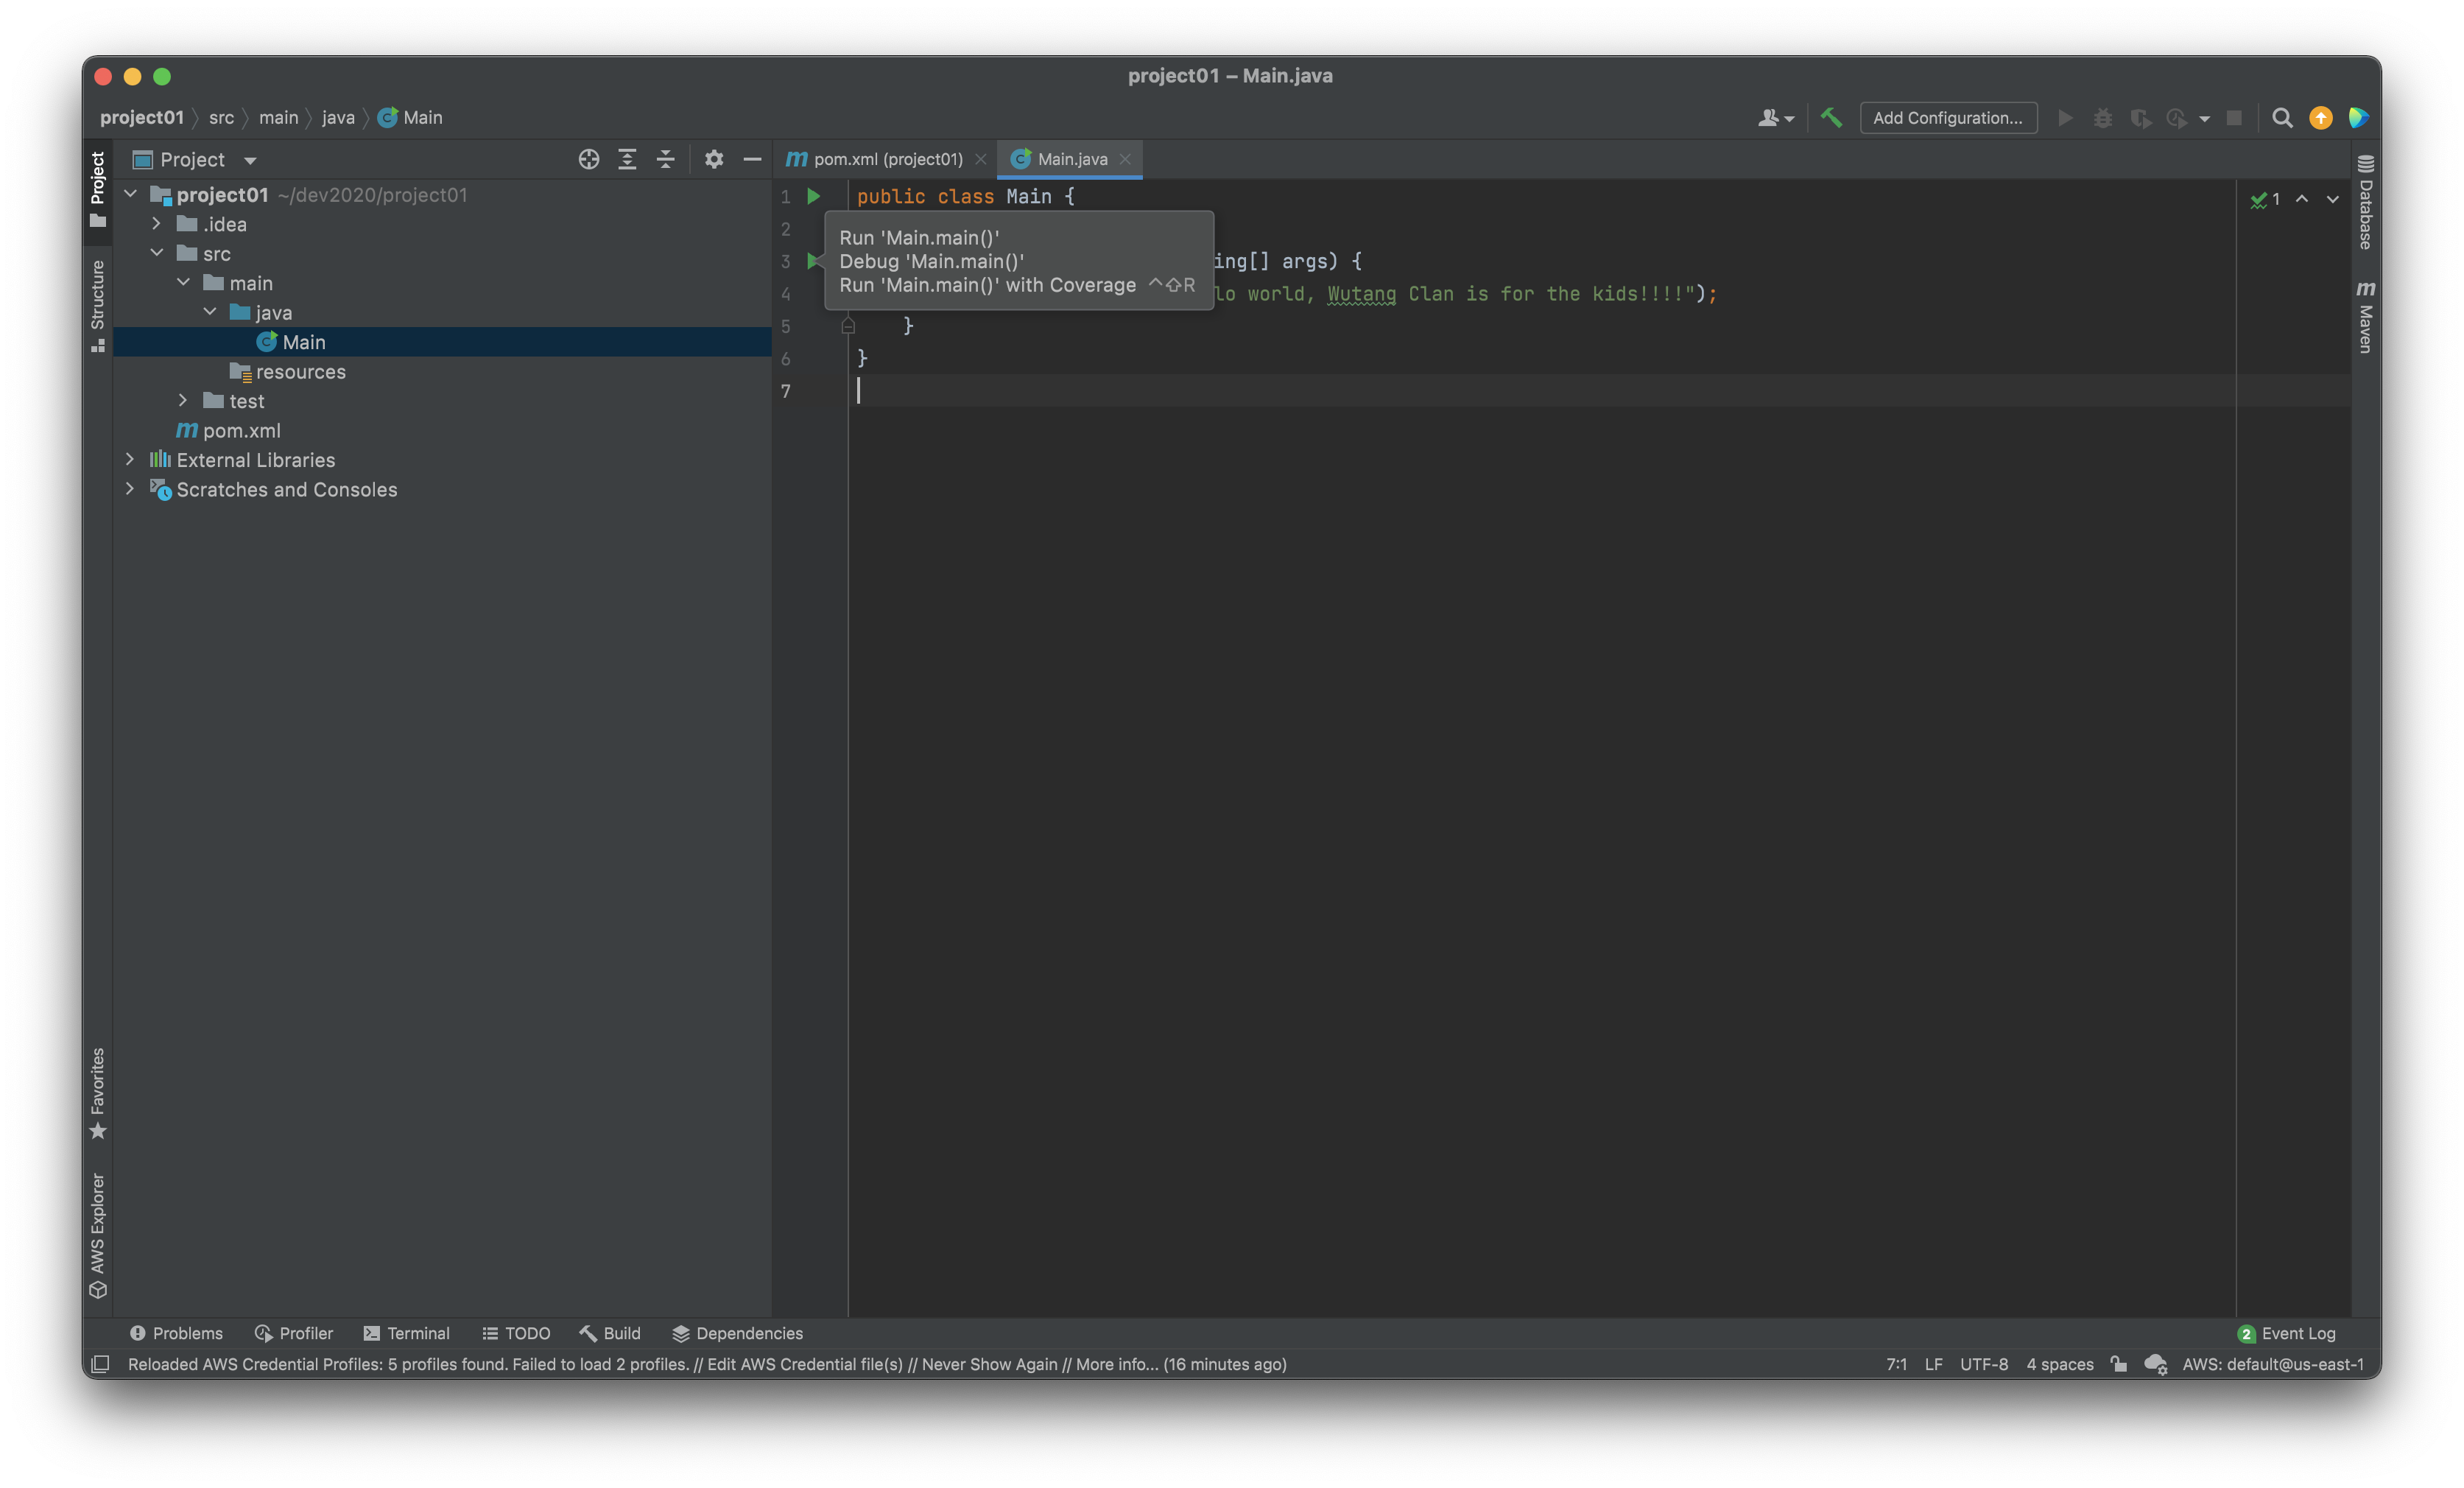 project01 – Main.java
project01 src main java Main
Add Configuration...
Project
pom.xml (project01) Main.java
Project
Structure
Favorites
AWS Explorer
project01 ~/dev2020/project01
.idea
src
main
java
Main
resources
test
pom.xml
External Libraries
Scratches and Consoles
1 public class Main {
2
3 ing[] args) {
4 lo world, Wutang Clan is for the kids!!!!");
5 }
6 }
7
Run 'Main.main()'
Debug 'Main.main()'
Run 'Main.main()' with Coverage ⌃⇧R
1
Database
Maven
Problems Profiler Terminal TODO Build Dependencies
2 Event Log
Reloaded AWS Credential Profiles: 5 profiles found. Failed to load 2 profiles. // Edit AWS Credential file(s) // Never Show Again // More info... (16 minutes ago)
7:1 LF UTF-8 4 spaces AWS: default@us-east-1